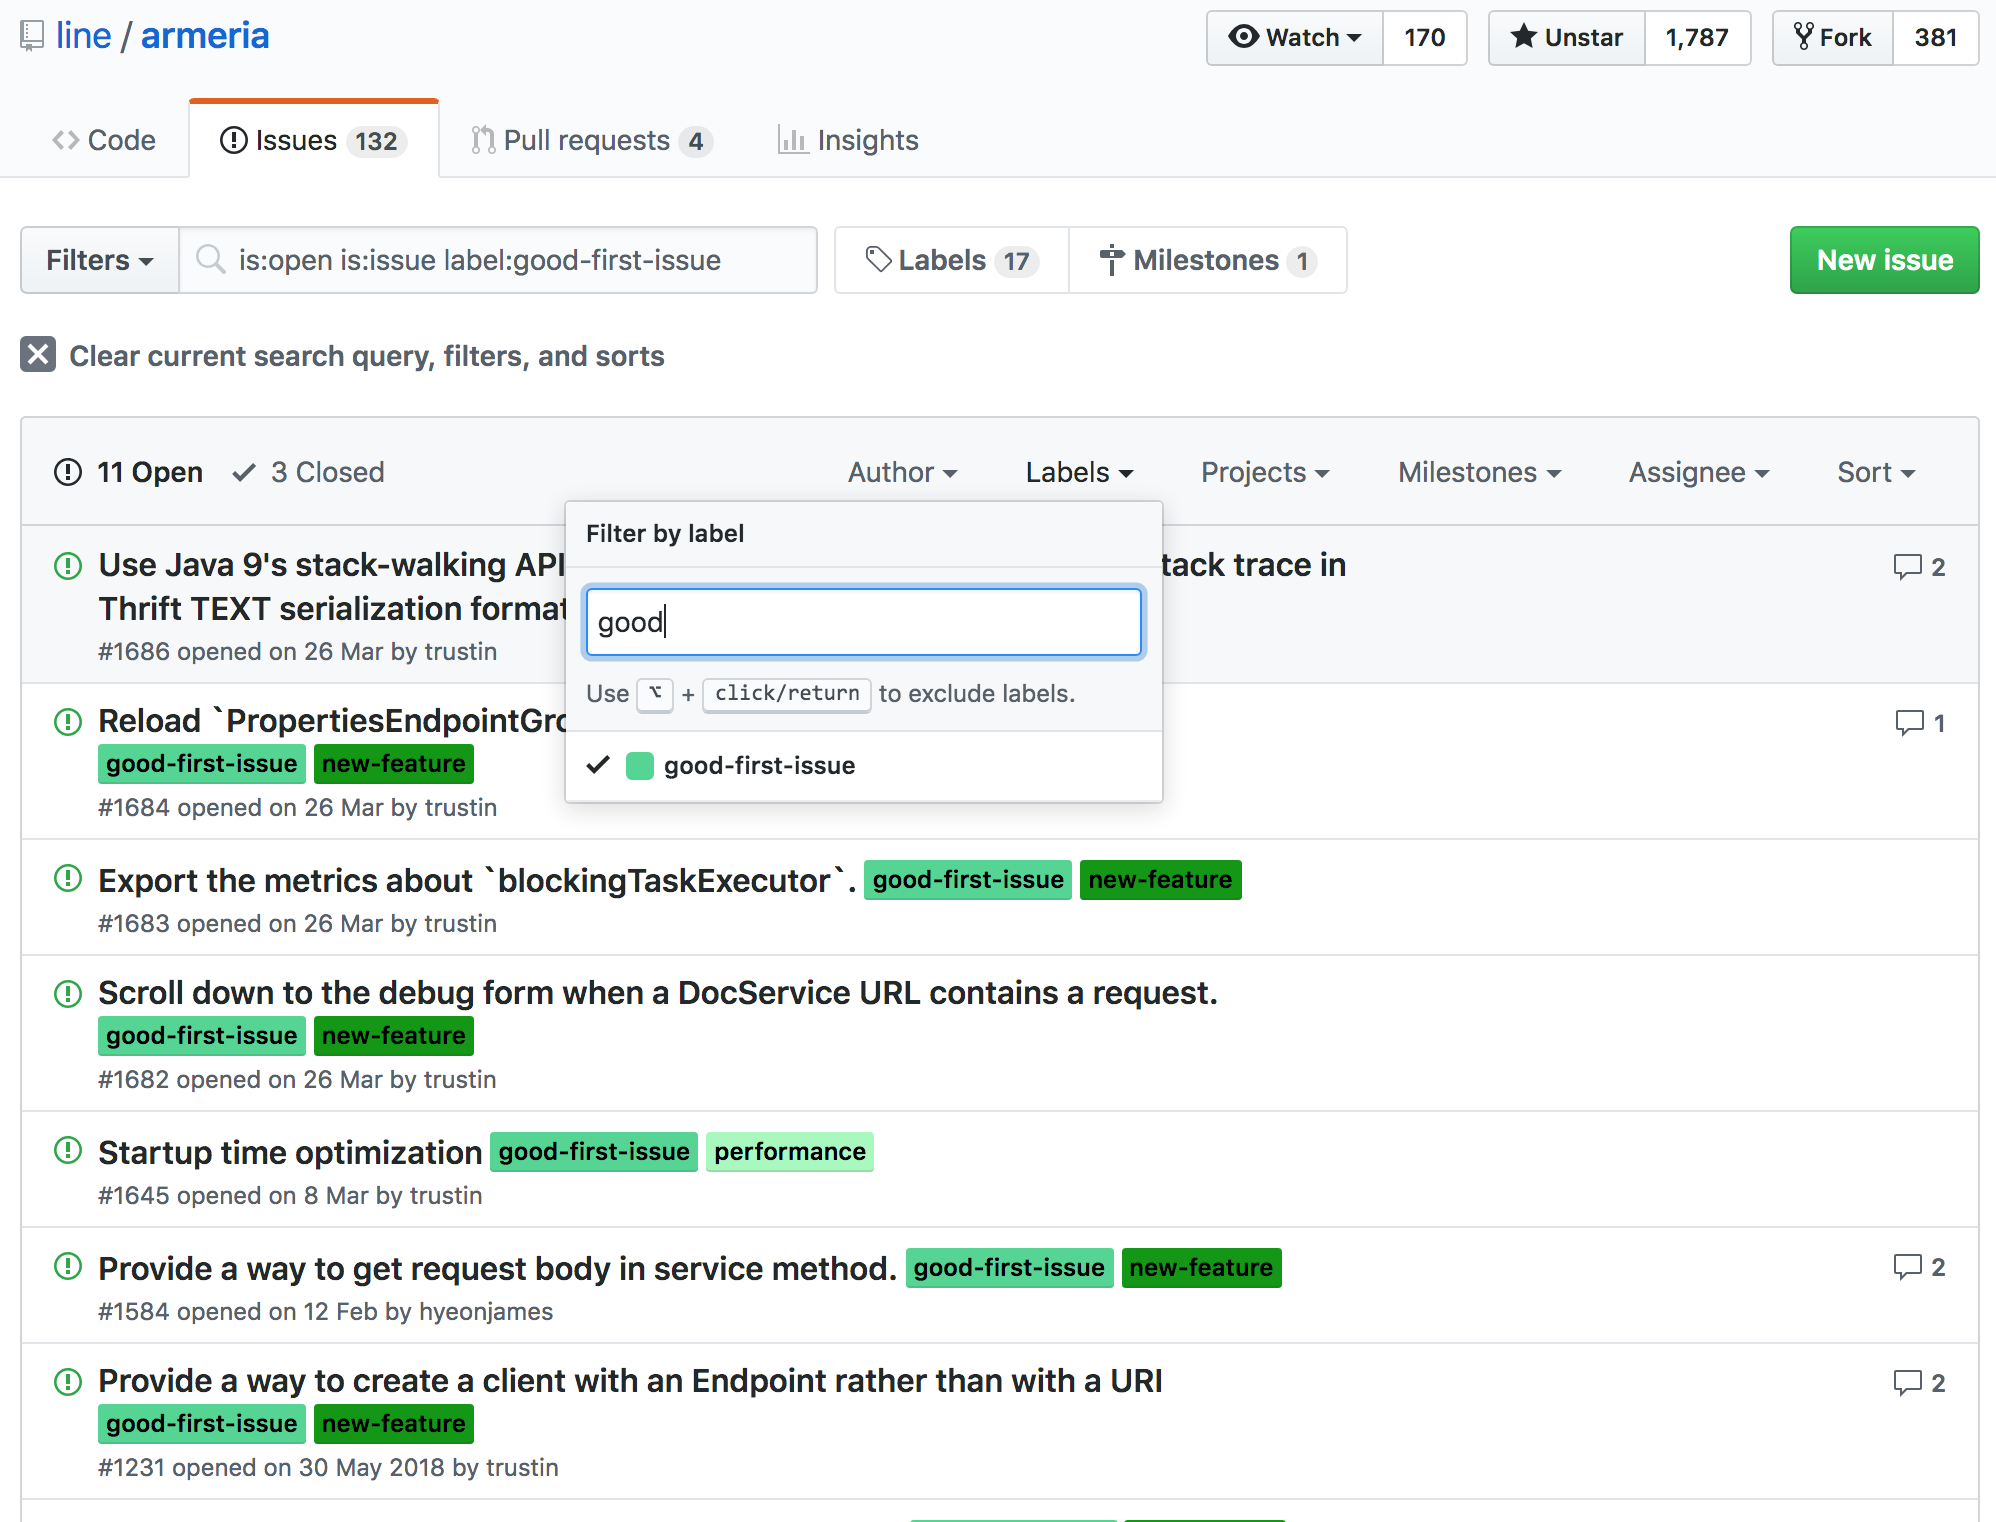 line / armeria
Watch 170
Unstar 1,787
Fork 381
Code
Issues 132
Pull requests 4
Insights
Filters
is:open is:issue label:good-first-issue
Labels 17
Milestones 1
New issue
Clear current search query, filters, and sorts
11 Open
3 Closed
Author
Labels
Projects
Milestones
Assignee
Sort
Filter by label
good
Use ⌥ + click/return to exclude labels.
good-first-issue
Use Java 9's stack-walking API tack trace in
Thrift TEXT serialization format
#1686 opened on 26 Mar by trustin
2
Reload `PropertiesEndpointGro
good-first-issue new-feature
#1684 opened on 26 Mar by trustin
1
Export the metrics about `blockingTaskExecutor`. good-first-issue new-feature
#1683 opened on 26 Mar by trustin
Scroll down to the debug form when a DocService URL contains a request.
good-first-issue new-feature
#1682 opened on 26 Mar by trustin
Startup time optimization good-first-issue performance
#1645 opened on 8 Mar by trustin
Provide a way to get request body in service method. good-first-issue new-feature
2
#1584 opened on 12 Feb by hyeonjames
Provide a way to create a client with an Endpoint rather than with a URI
2
good-first-issue new-feature
#1231 opened on 30 May 2018 by trustin